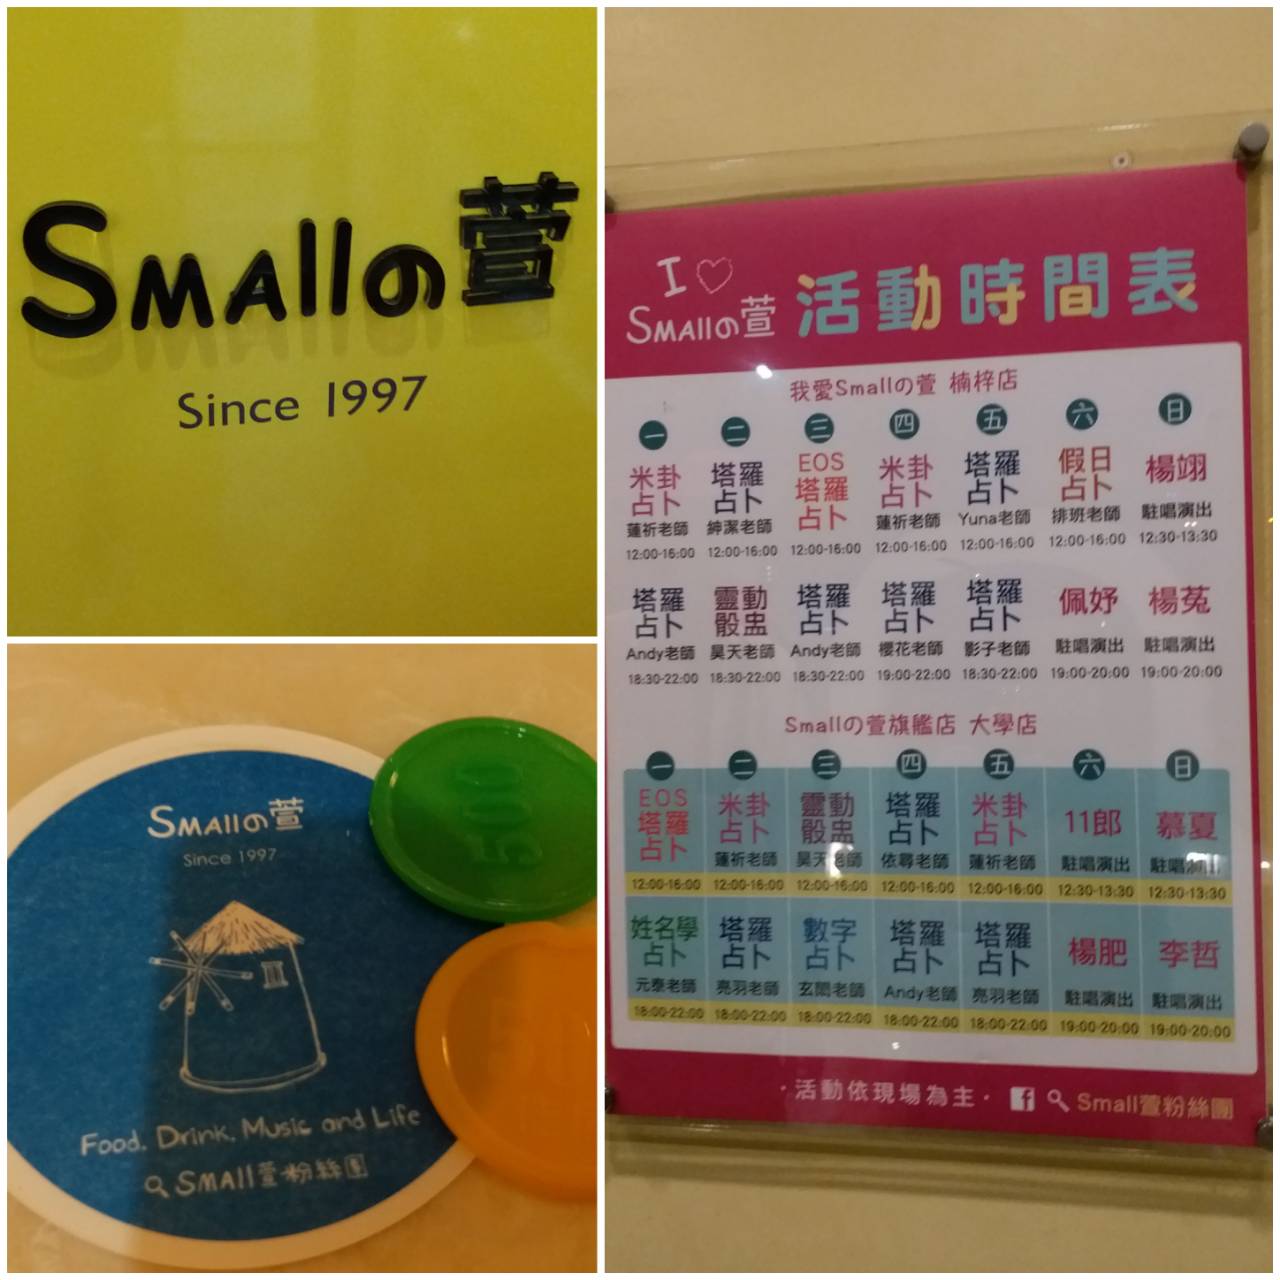 Smallの萱
Since 1997
Smallの萱
Since 1997
Food, Drink, Music and Life
Small萱粉絲團
500
I ♡
Smallの萱 活動時間表
我愛Smallの萱 楠梓店
一 二 三 四 五 六 日
米卦占卜 塔羅占卜 EOS塔羅占卜 米卦占卜 塔羅占卜 假日占卜 楊翊
蓮祈老師 紳潔老師 蓮祈老師 Yuna老師 排班老師 駐唱演出
12:00-16:00 12:00-16:00 12:00-16:00 12:00-16:00 12:00-16:00 12:00-16:00 12:30-13:30
塔羅占卜 靈動骰盅 塔羅占卜 塔羅占卜 塔羅占卜 佩妤 楊菟
Andy老師 昊天老師 Andy老師 櫻花老師 影子老師 駐唱演出 駐唱演出
18:30-22:00 18:30-22:00 18:30-22:00 19:00-22:00 18:30-22:00 19:00-20:00 19:00-20:00
Smallの萱旗艦店 大學店
一 二 三 四 五 六 日
EOS塔羅占卜 米卦占卜 靈動骰盅 塔羅占卜 米卦占卜 11郎 慕夏
蓮祈老師 昊天老師 依尋老師 蓮祈老師 駐唱演出 駐唱演出
12:00-16:00 12:00-16:00 12:00-16:00 12:00-16:00 12:00-16:00 12:30-13:30 12:30-13:30
姓名學占卜 塔羅占卜 數字占卜 塔羅占卜 塔羅占卜 楊肥 李哲
元泰老師 亮羽老師 玄閎老師 Andy老師 亮羽老師 駐唱演出 駐唱演出
18:00-22:00 18:00-22:00 18:00-22:00 18:00-22:00 18:00-22:00 19:00-20:00 19:00-20:00
·活動依現場為主· Small萱粉絲團